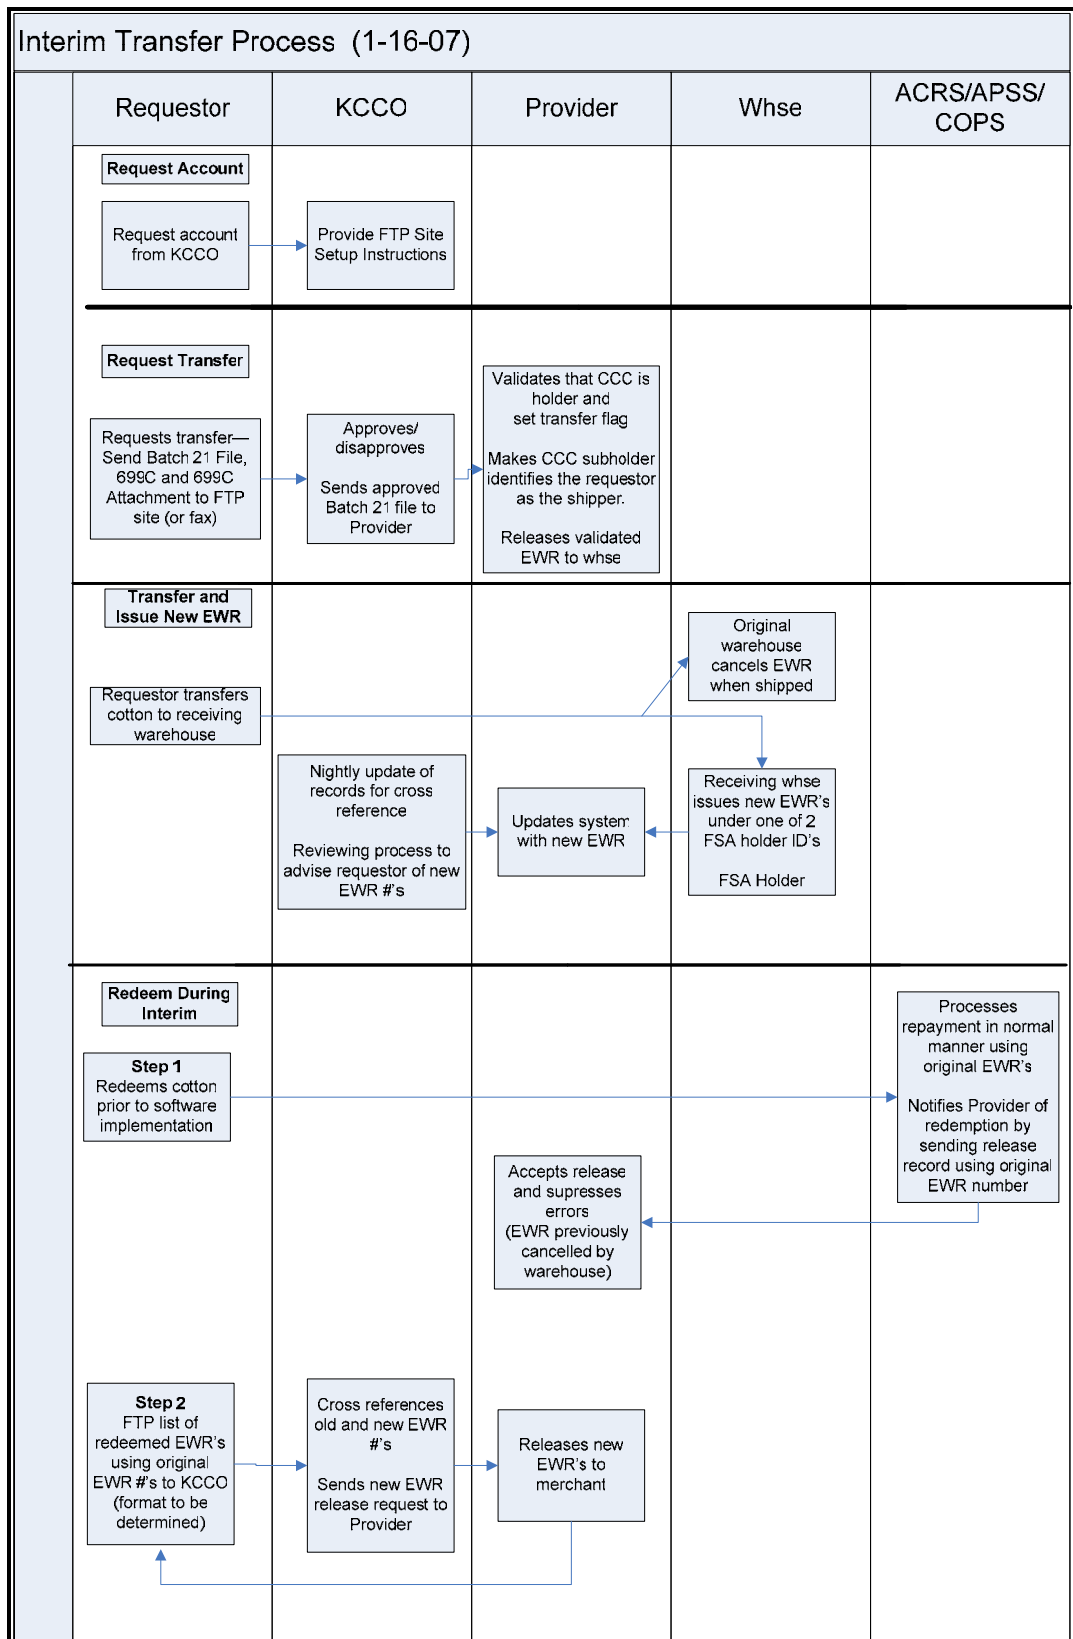 Interim Transfer Process  (1-16-07)
Requestor
KCCO
Provider
Whse
ACRS/APSS/
COPS
Request Account
Request account
from KCCO
Provide FTP Site
Setup Instructions
Request Transfer
Requests transfer—
Send Batch 21 File,
699C and 699C
Attachment to FTP
site (or fax)
Approves/
disapproves
Sends approved
Batch 21 file to
Provider
Validates that CCC is
holder and
set transfer flag
Makes CCC subholder
identifies the requestor
as the shipper.
Releases validated
EWR to whse
Transfer and
Issue New EWR
Requestor transfers
cotton to receiving
warehouse
Original
warehouse
cancels EWR
when shipped
Nightly update of
records for cross
reference
Reviewing process to
advise requestor of new
EWR #'s
Updates system
with new EWR
Receiving whse
issues new EWR's
under one of 2
FSA holder ID's
FSA Holder
Redeem During
Interim
Step 1
Redeems cotton
prior to software
implementation
Processes
repayment in normal
manner using
original EWR's
Notifies Provider of
redemption by
sending release
record using original
EWR number
Accepts release
and supresses
errors
(EWR previously
cancelled by
warehouse)
Step 2
FTP list of
redeemed EWR's
using original
EWR #'s to KCCO
(format to be
determined)
Cross references
old and new EWR
#'s
Sends new EWR
release request to
Provider
Releases new
EWR's to
merchant